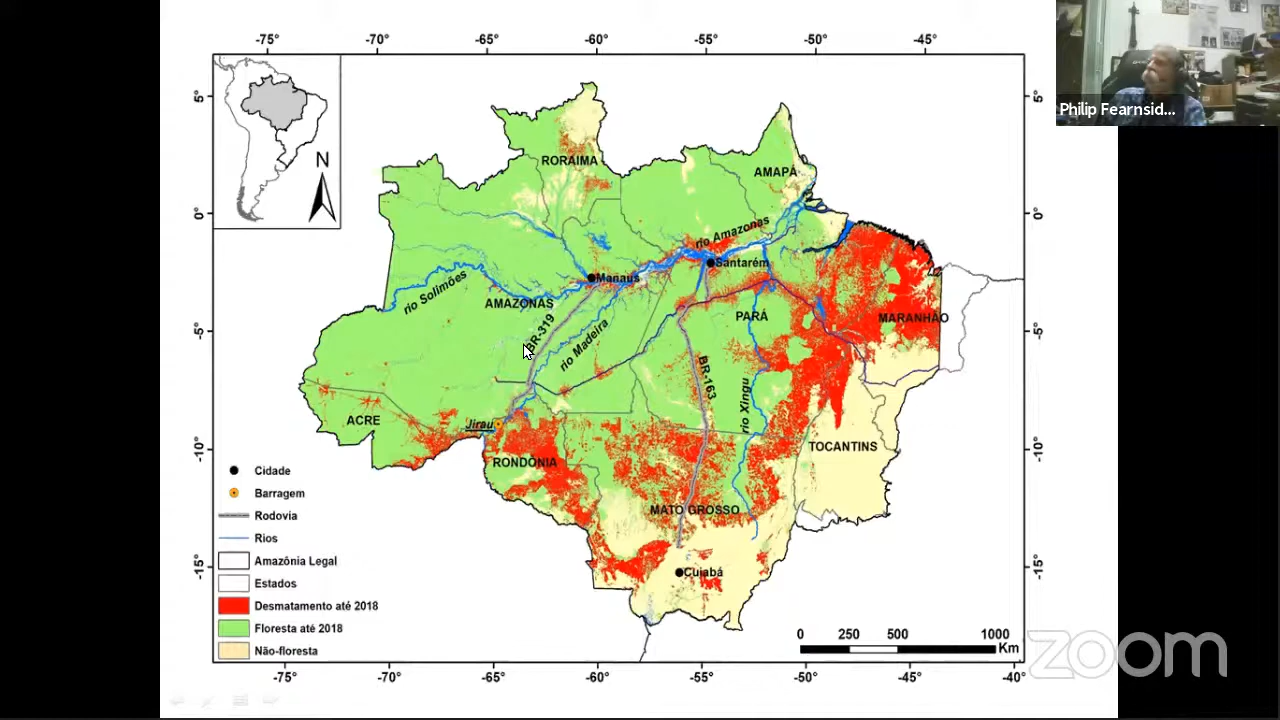 -75°
-70°
-65°
-60°
-55°
-50°
-45°
Philip Fearnsid...
N
5°
5°
RORAIMA
AMAPÁ
0°
0°
rio Amazonas
Santarém
Manaus
rio Solimões
AMAZONAS
PARÁ
MARANHÃO
-5°
-5°
BR-319
rio Madeira
BR-163
rio Xingu
ACRE
Jirau
TOCANTINS
-10°
-10°
RONDÔNIA
MATO GROSSO
Cuiabá
-15°
-15°
Cidade
Barragem
Rodovia
Rios
Amazônia Legal
Estados
Desmatamento até 2018
Floresta até 2018
Não-floresta
0 250 500 1000
Km
zoom
-75°
-70°
-65°
-60°
-55°
-50°
-45°
-40°